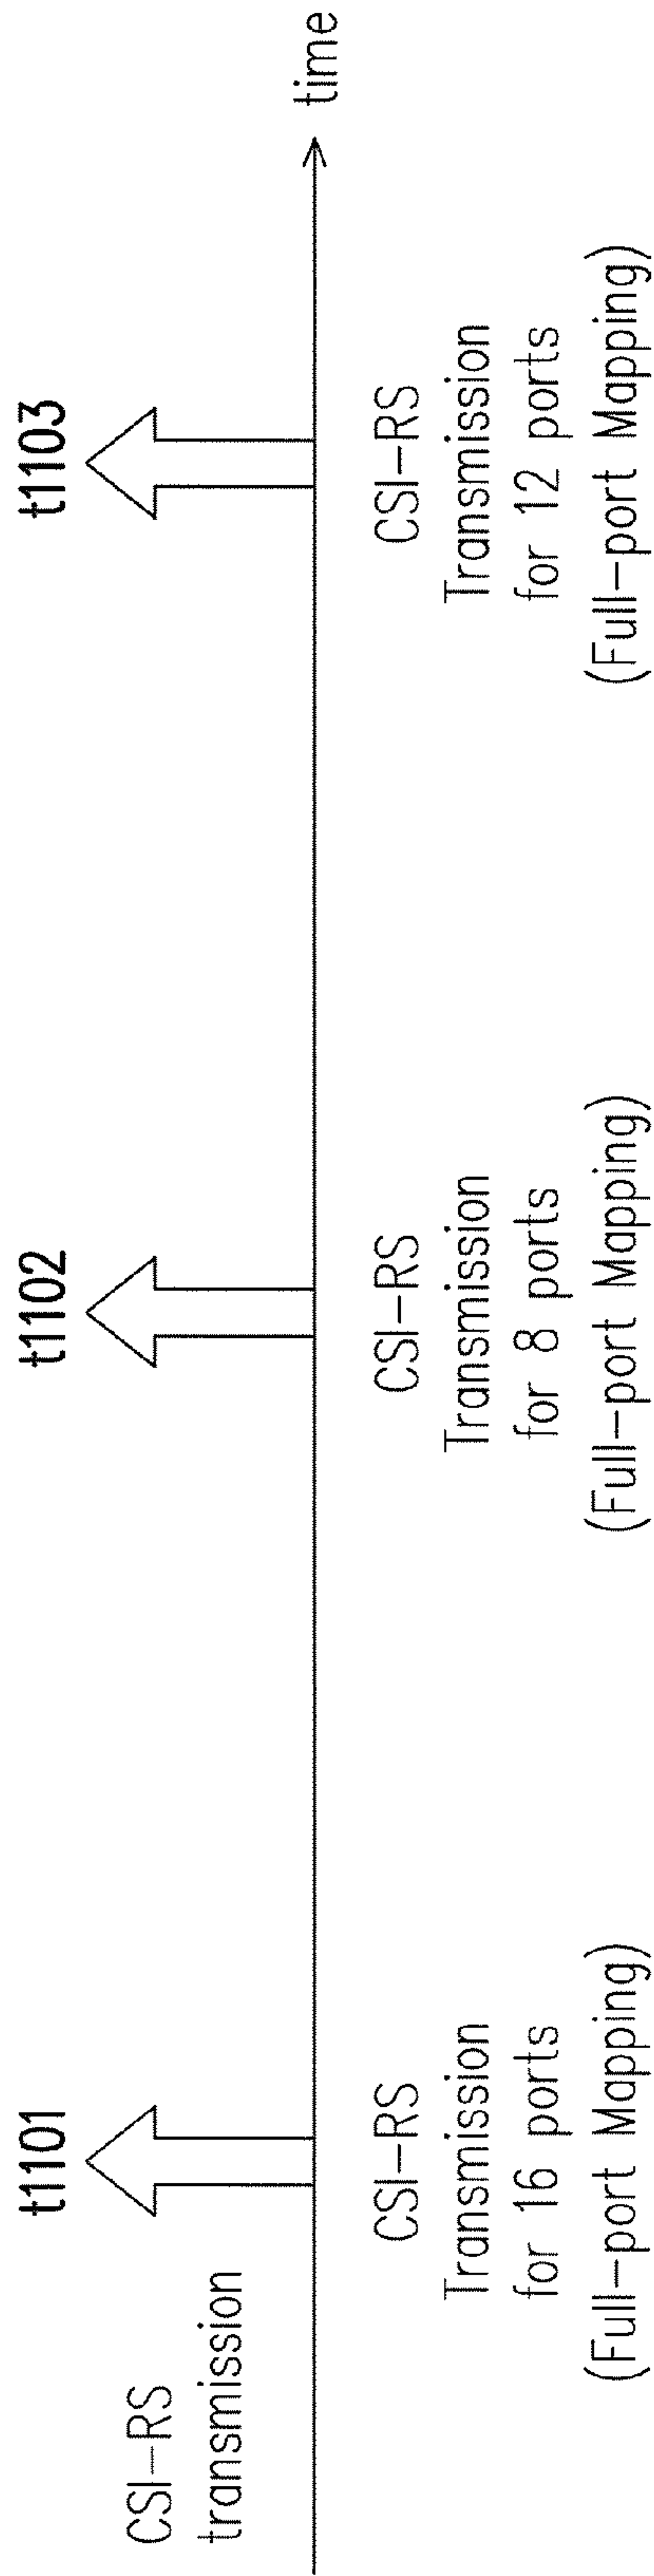 t1101
t1102
t1103
CSI-RS
transmission
time
CSI-RS
Transmission
for 16 ports
(Full-port Mapping)
CSI-RS
Transmission
for 8 ports
(Full-port Mapping)
CSI-RS
Transmission
for 12 ports
(Full-port Mapping)